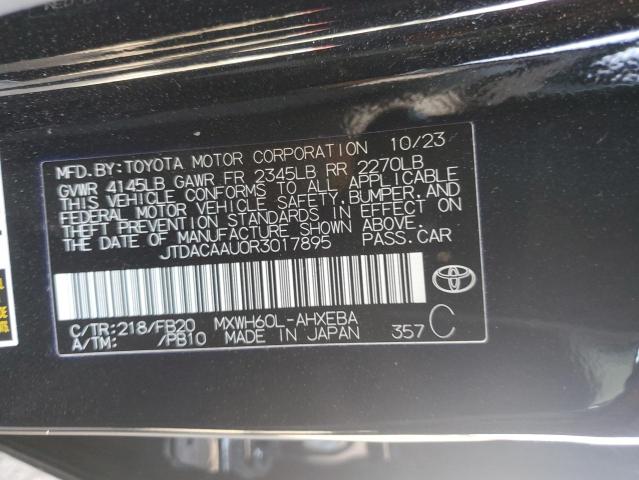 MFD. BY: TOYOTA MOTOR CORPORATION 10/23
GVWR 4145LB GAWR FR 2345LB RR 2270LB
THIS VEHICLE CONFORMS TO ALL APPLICABLE
FEDERAL MOTOR VEHICLE SAFETY, BUMPER, AND
THEFT PREVENTION STANDARDS IN EFFECT ON
THE DATE OF MANUFACTURE SHOWN ABOVE.
JTDACAAU0R3017895 PASS. CAR
C/TR: 218/FB20 MXWH60L-AHXEBA
A/TM: /PB10 MADE IN JAPAN 357 C